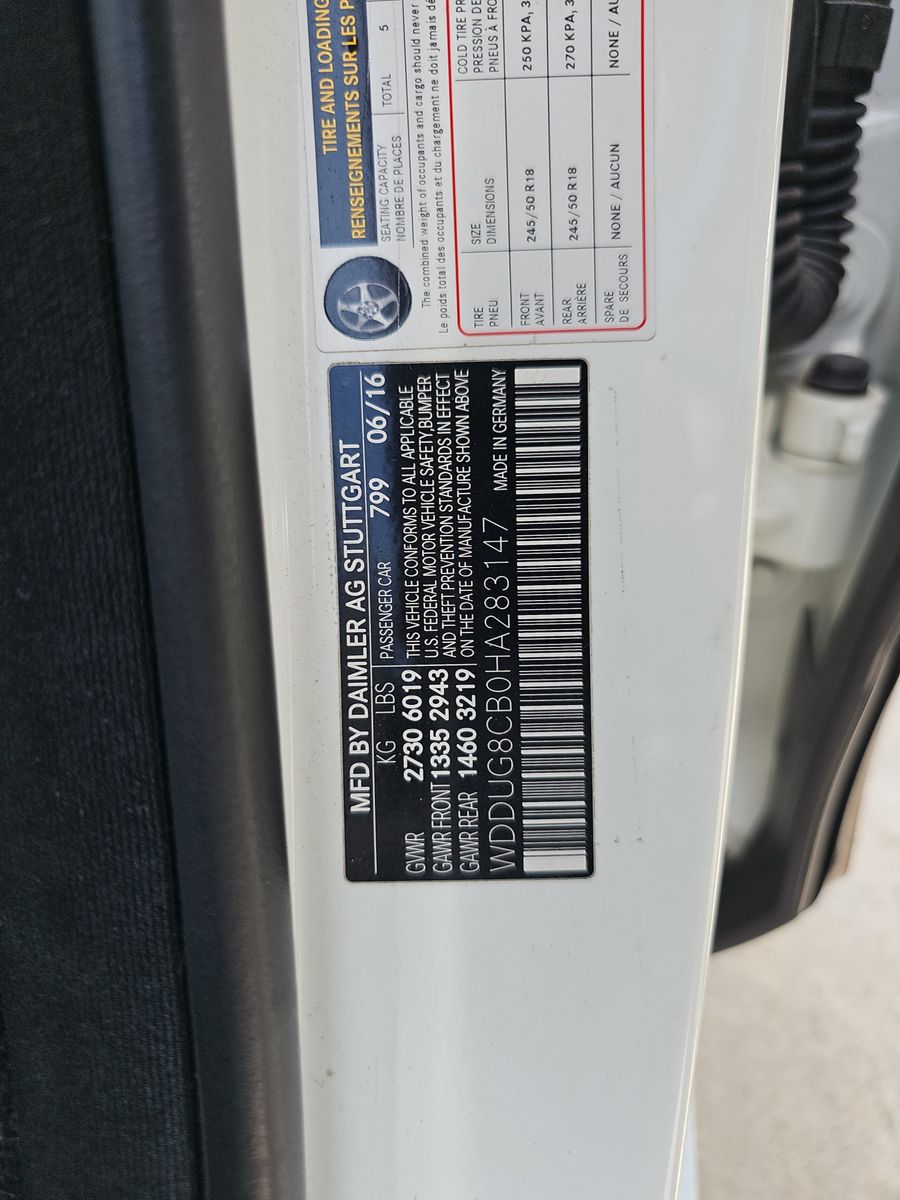 TIRE AND LOADING
RENSEIGNEMENTS SUR LES P
SEATING CAPACITY
NOMBRE DE PLACES
TOTAL 5
The combined weight of occupants and cargo should never
Le poids total des occupants et du chargement ne doit jamais dé
TIRE SIZE COLD TIRE PR
PNEU DIMENSIONS PRESSION DE
PNEUS À FRO
FRONT 245/50 R18 250 KPA, 3
AVANT
REAR 245/50 R18 270 KPA, 3
ARRIÈRE
SPARE NONE / AUCUN NONE / AU
DE SECOURS
MFD BY DAIMLER AG STUTTGART
KG LBS PASSENGER CAR 799 06/16
GVWR 2730 6019 THIS VEHICLE CONFORMS TO ALL APPLICABLE
GAWR FRONT 1335 2943 U.S. FEDERAL MOTOR VEHICLE SAFETY,BUMPER
GAWR REAR 1460 3219 AND THEFT PREVENTION STANDARDS IN EFFECT
ON THE DATE OF MANUFACTURE SHOWN ABOVE
WDDUG8CB0HA283147 MADE IN GERMANY